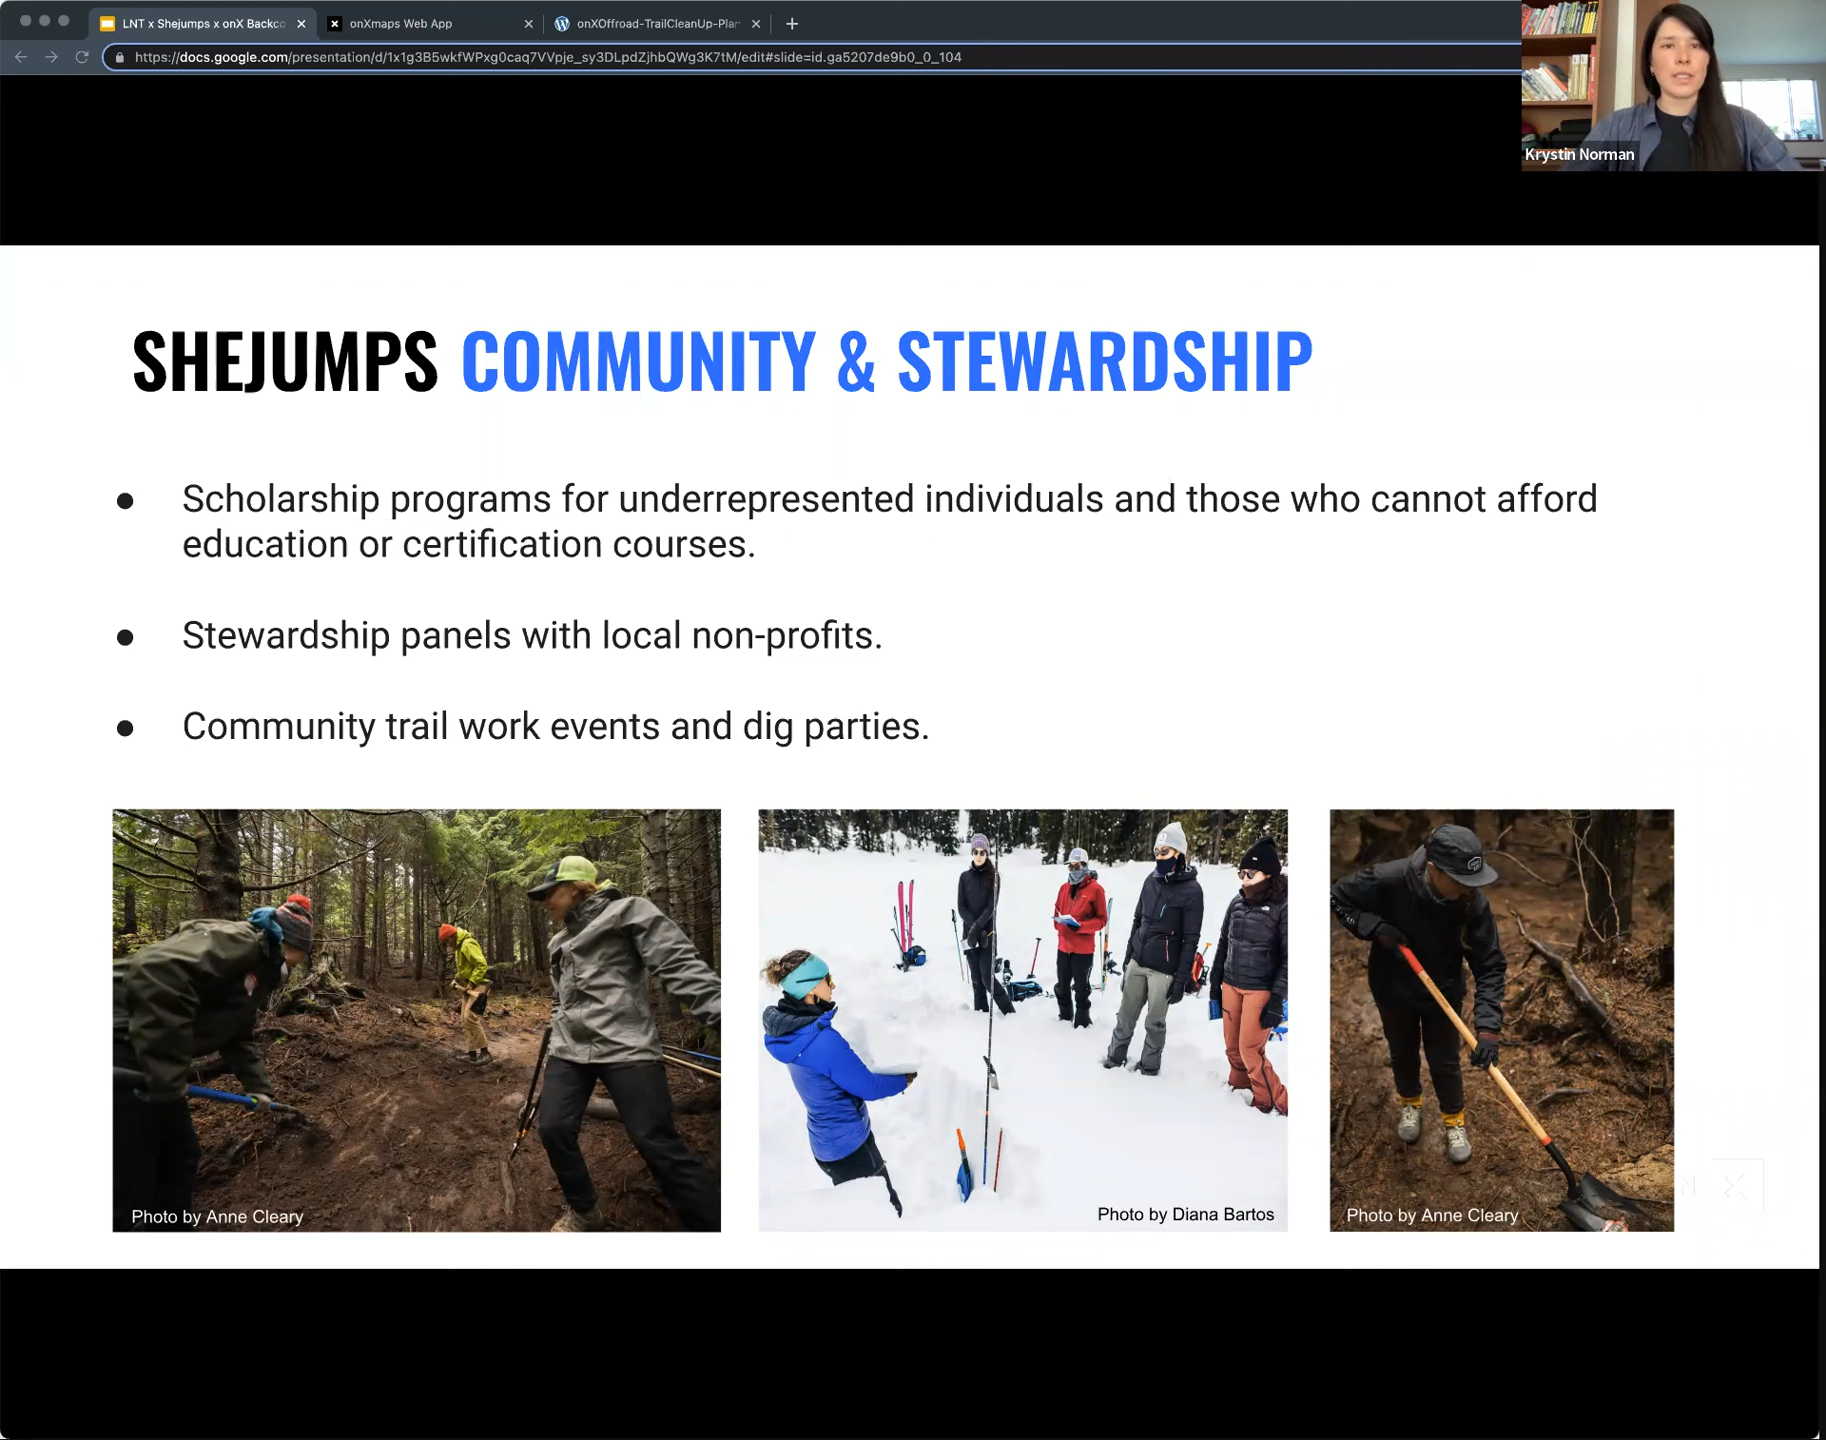 LNT x Shejumps x onX Backco
onXmaps Web App
onXOffroad-TrailCleanUp-Plan
https://docs.google.com/presentation/d/1x1g3B5wkfWPxg0caq7VVpje_sy3DLpdZjhbQWg3K7tM/edit#slide=id.ga5207de9b0_0_104
Krystin Norman
SHEJUMPS COMMUNITY & STEWARDSHIP
● Scholarship programs for underrepresented individuals and those who cannot afford
education or certification courses.
● Stewardship panels with local non-profits.
● Community trail work events and dig parties.
Photo by Anne Cleary
Photo by Diana Bartos
Photo by Anne Cleary